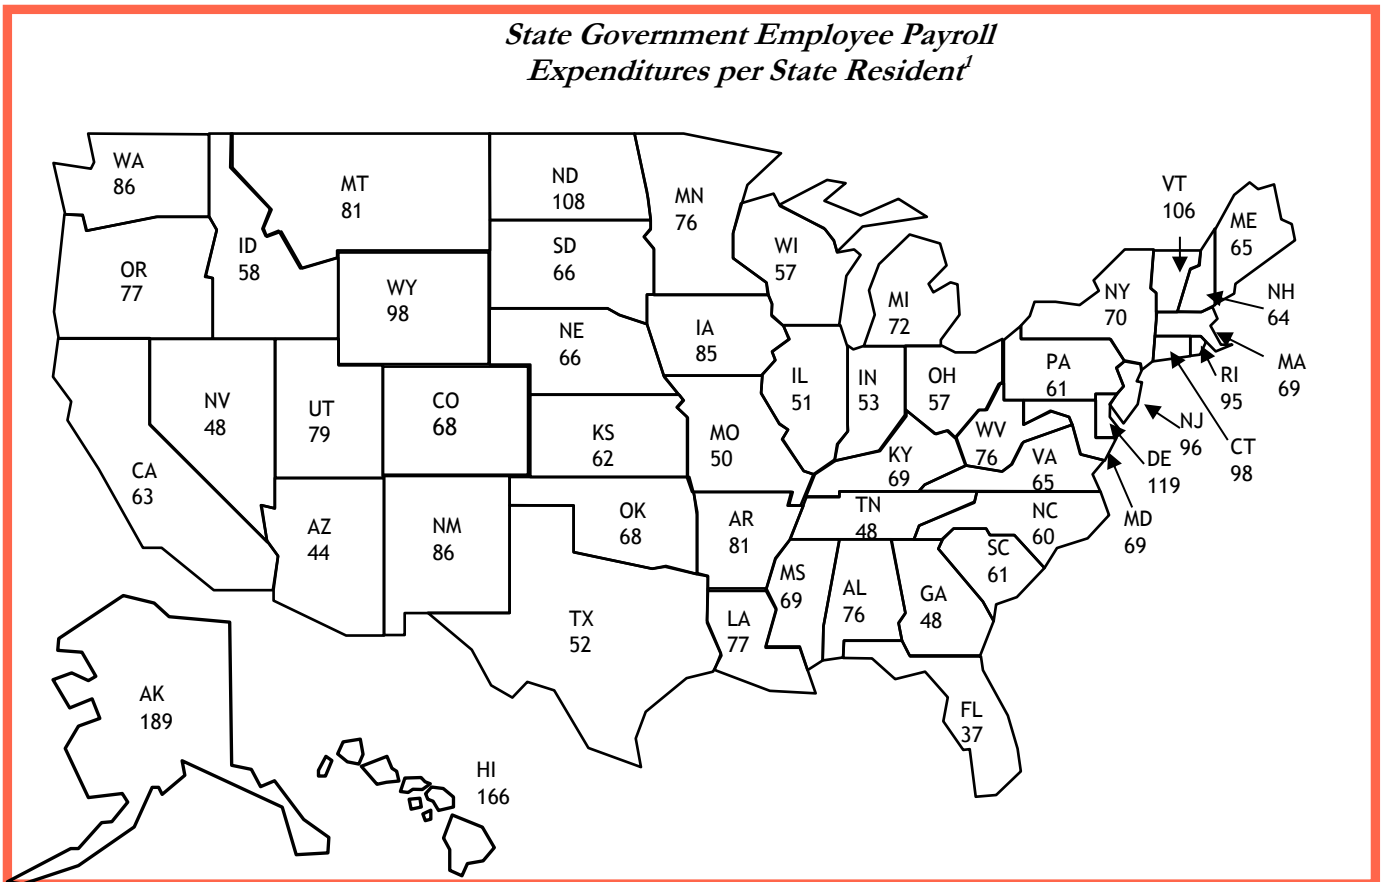 State Government Employee Payroll
Expenditures per State Resident1
WA
86
MT
81
ND
108
MN
76
VT
106
ME
65
ID
58
SD
66
WI
57
OR
77
WY
98
MI
72
NY
70
NH
64
NE
66
IA
85
PA
61
MA
69
RI
95
NV
48
UT
79
CO
68
IL
51
IN
53
OH
57
NJ
96
KS
62
MO
50
WV
76
CT
98
CA
63
KY
69
VA
65
DE
119
AZ
44
NM
86
OK
68
AR
81
TN
48
NC
60
MD
69
SC
61
MS
69
AL
76
GA
48
TX
52
LA
77
AK
189
FL
37
HI
166